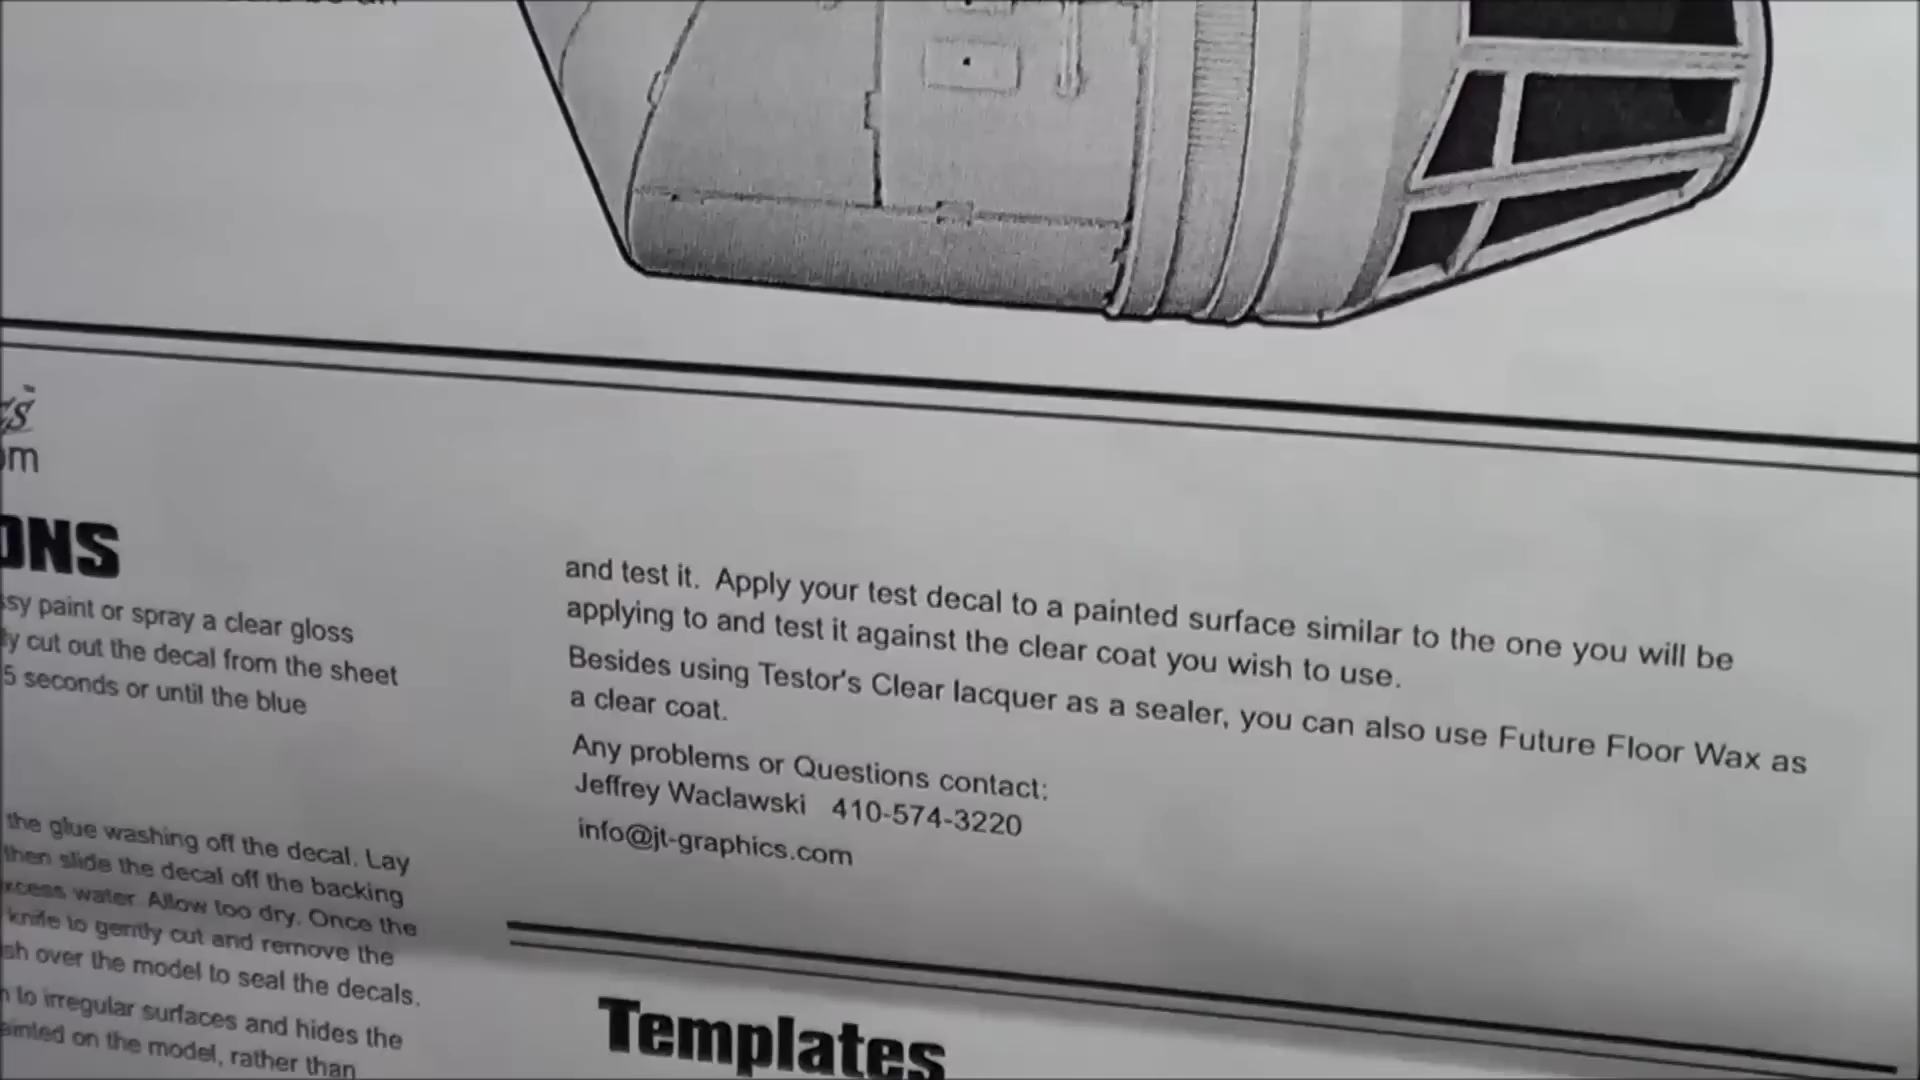 ONS
paint or spray a clear gloss
cut out the decal from the sheet
5 seconds or until the blue
the glue washing off the decal. Lay
then slide the decal off the backing
water. Allow too dry. Once the
knife to gently cut and remove the
over the model to seal the decals.
to irregular surfaces and hides the
on the model, rather than
and test it. Apply your test decal to a painted surface similar to the one you will be
applying to and test it against the clear coat you wish to use.
Besides using Testor's Clear lacquer as a sealer, you can also use Future Floor Wax as
a clear coat.
Any problems or Questions contact:
Jeffrey Waclawski 410-574-3220
info@jt-graphics.com
Templates